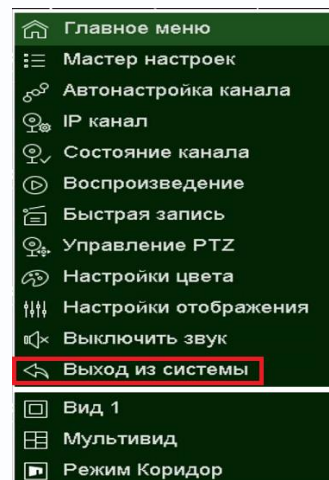 Главное меню
Мастер настроек
Автонастройка канала
IP канал
Состояние канала
Воспроизведение
Быстрая запись
Управление PTZ
Настройки цвета
Настройки отображения
Выключить звук
Выход из системы
Вид 1
Мультивид
Режим Коридор